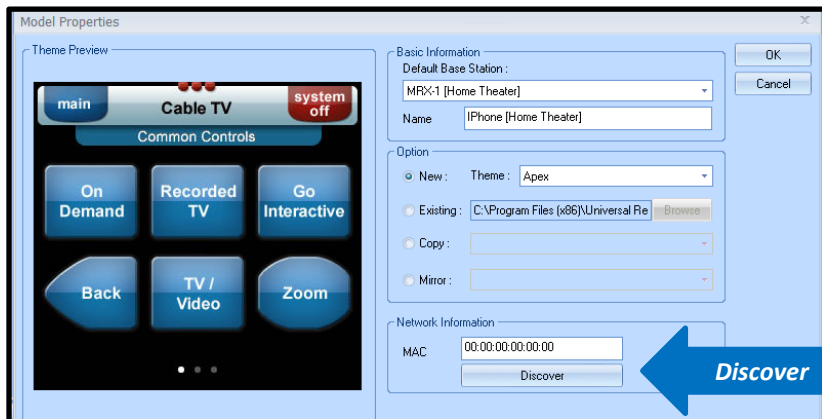 Model Properties
X
Theme Preview
main
Cable TV
system
off
Common Controls
On
Demand
Recorded
TV
Go
Interactive
Back
TV /
Video
Zoom
Basic Information
Default Base Station :
MRX-1 [Home Theater]
Name
IPhone [Home Theater]
OK
Cancel
Option
New :
Theme :
Apex
Existing :
C:\Program Files (x86)\Universal Re
Browse
Copy :
Mirror :
Network Information
MAC
00:00:00:00:00:00
Discover
Discover